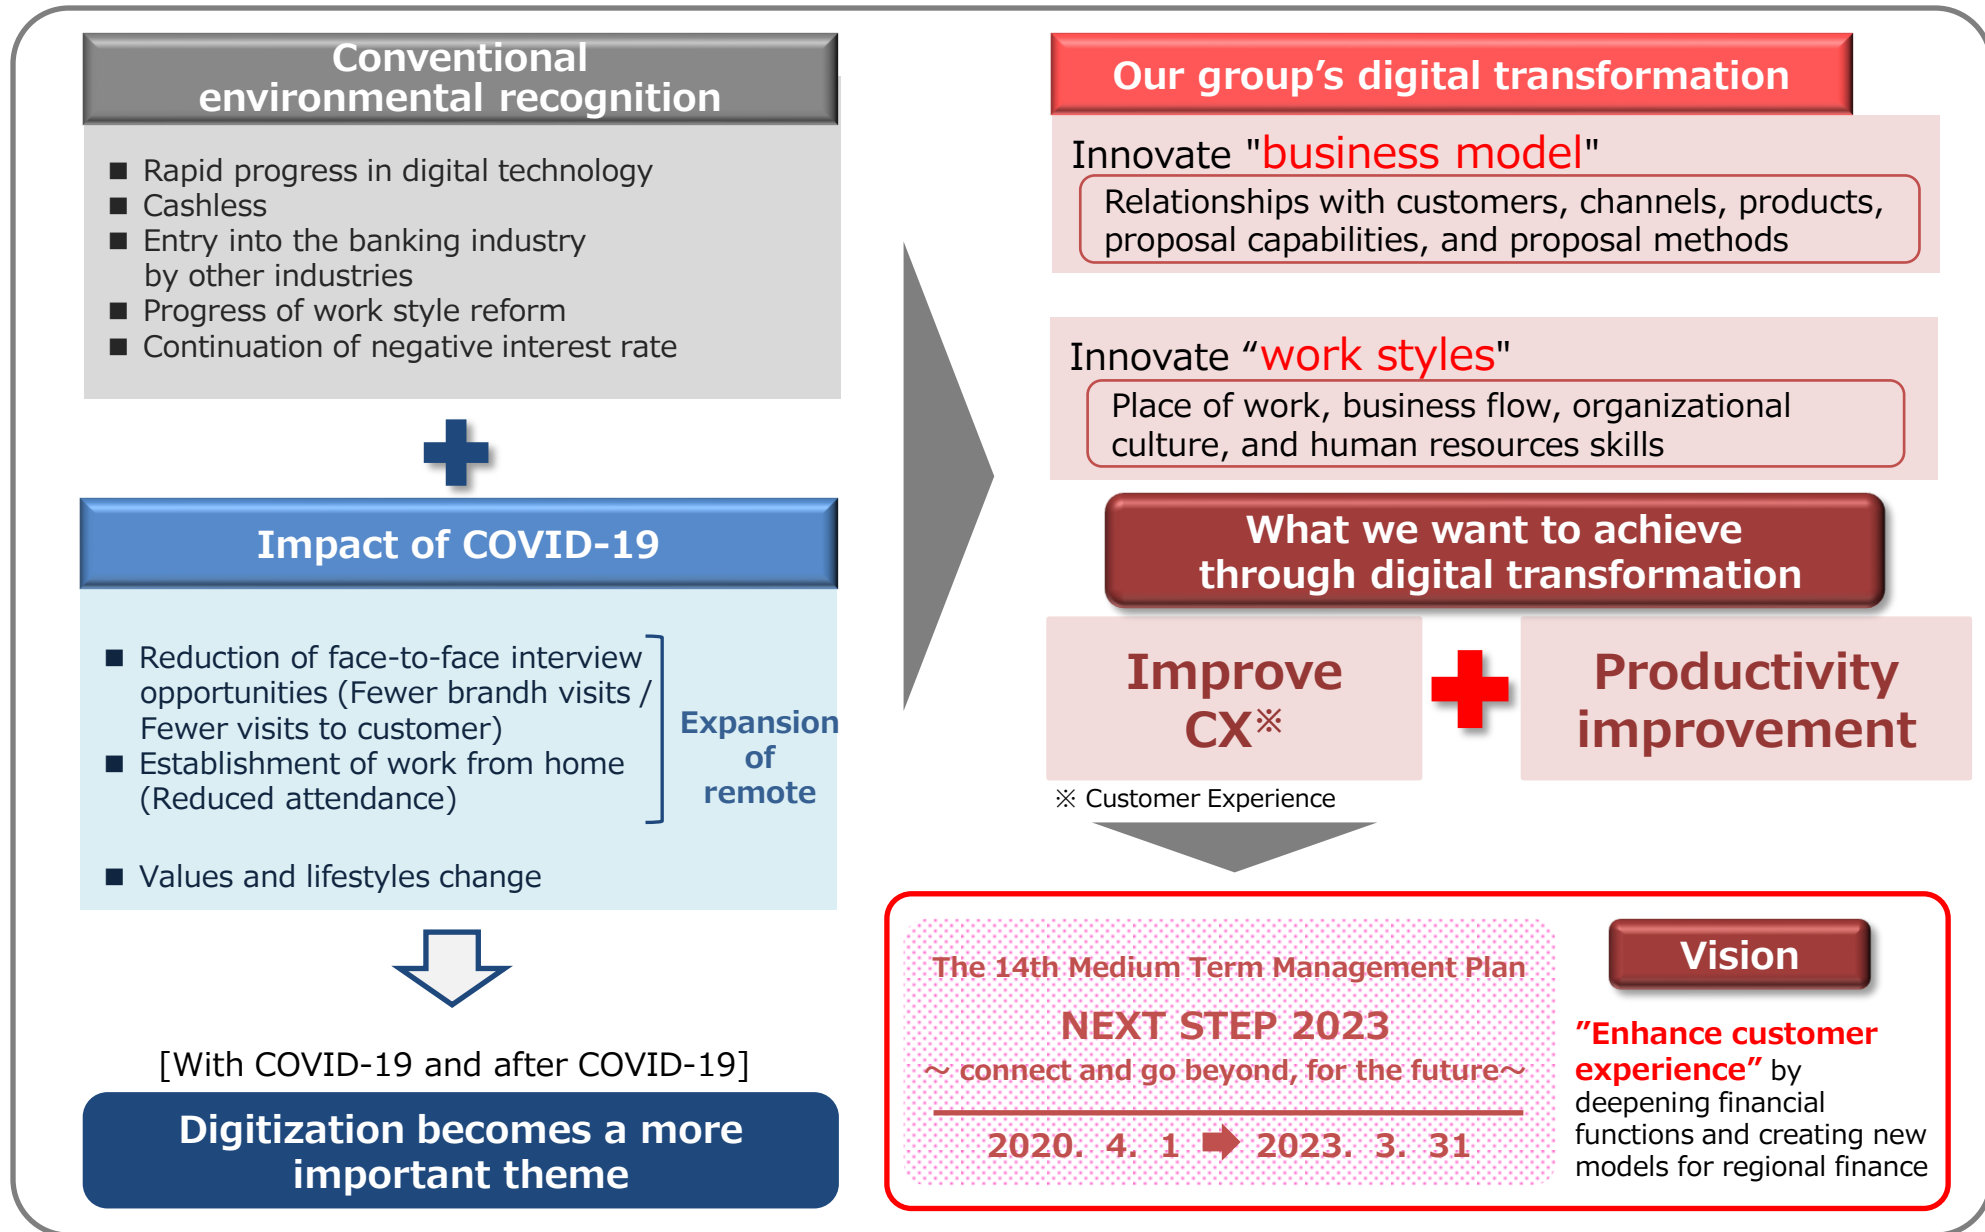 Conventional
environmental recognition
■ Rapid progress in digital technology
■ Cashless
■ Entry into the banking industry
by other industries
■ Progress of work style reform
■ Continuation of negative interest rate
Impact of COVID-19
■ Reduction of face-to-face interview
opportunities (Fewer brandh visits /
Fewer visits to customer)
■ Establishment of work from home
(Reduced attendance)
Expansion
of
remote
■ Values and lifestyles change
[With COVID-19 and after COVID-19]
Digitization becomes a more
important theme
Our group's digital transformation
Innovate "business model"
Relationships with customers, channels, products,
proposal capabilities, and proposal methods
Innovate “work styles"
Place of work, business flow, organizational
culture, and human resources skills
What we want to achieve
through digital transformation
Improve
CX※
Productivity
improvement
※ Customer Experience
The 14th Medium Term Management Plan
NEXT STEP 2023
～ connect and go beyond, for the future～
2020. 4. 1 ➡ 2023. 3. 31
Vision
”Enhance customer
experience” by
deepening financial
functions and creating new
models for regional finance